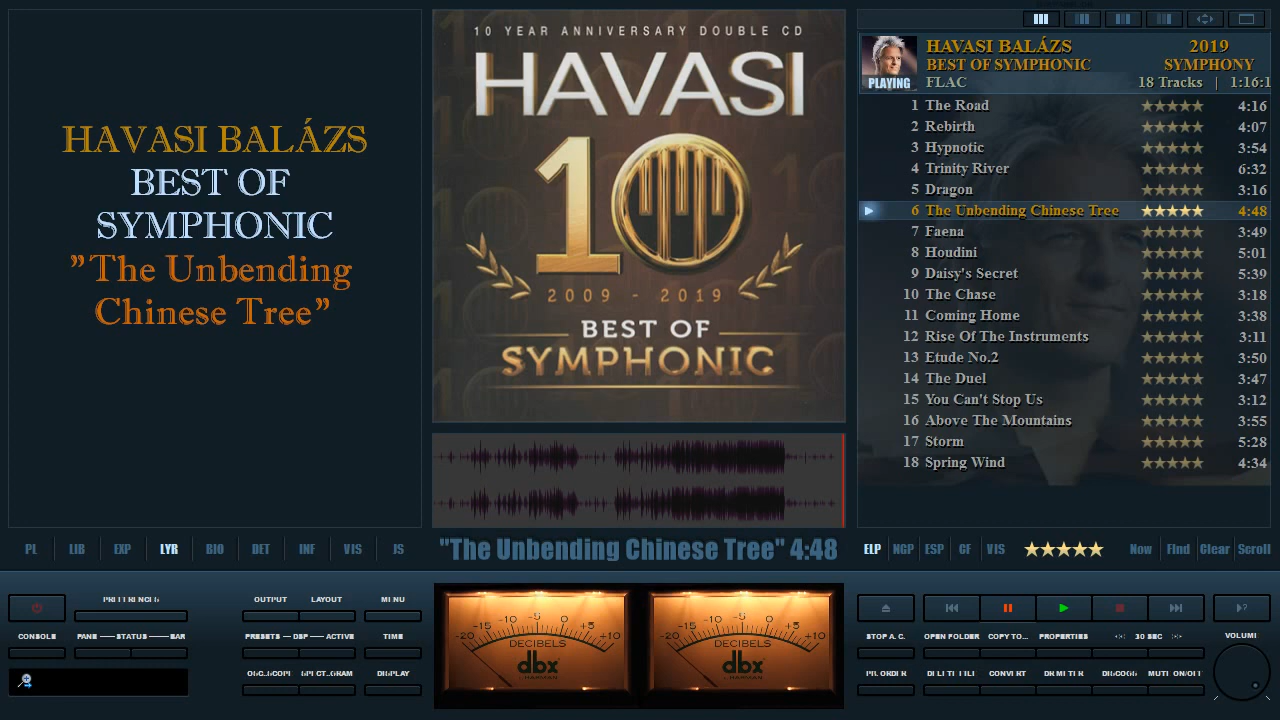 HAVASI BALÁZS
BEST OF
SYMPHONIC
”The Unbending
Chinese Tree”
10 YEAR ANNIVERSARY DOUBLE CD
HAVASI
10
2009 - 2019
BEST OF
SYMPHONIC
HAVASI BALÁZS 2019
BEST OF SYMPHONIC SYMPHONY
PLAYING FLAC 18 Tracks | 1:16:1
1 The Road ★★★★★ 4:16
2 Rebirth ★★★★★ 4:07
3 Hypnotic ★★★★★ 3:54
4 Trinity River ★★★★★ 6:32
5 Dragon ★★★★★ 3:16
6 The Unbending Chinese Tree ★★★★★ 4:48
7 Faena ★★★★★ 3:49
8 Houdini ★★★★★ 5:01
9 Daisy's Secret ★★★★★ 5:39
10 The Chase ★★★★★ 3:18
11 Coming Home ★★★★★ 3:38
12 Rise Of The Instruments ★★★★★ 3:11
13 Etude No.2 ★★★★★ 3:50
14 The Duel ★★★★★ 3:47
15 You Can't Stop Us ★★★★★ 3:12
16 Above The Mountains ★★★★★ 3:55
17 Storm ★★★★★ 5:28
18 Spring Wind ★★★★★ 4:34
PL LIB EXP LYR BIO DET INF VIS JS
"The Unbending Chinese Tree" 4:48
ELP NGP ESP CF VIS ★★★★★ Now Find Clear Scroll
OUTPUT LAYOUT MENU
CONSOLE PANE STATUS BAR PRESETS DSP ACTIVE TIME
DISPLAY
-20 -15 -10 -5 0 +5 +10
DECIBELS
dbx
HARMAN
-20 -15 -10 -5 0 +5 +10
DECIBELS
dbx
HARMAN
STOP A. C. OPEN FOLDER COPY TO... PROPERTIES 30 SEC VOLUME
CONVERT MUTE ON/OFF